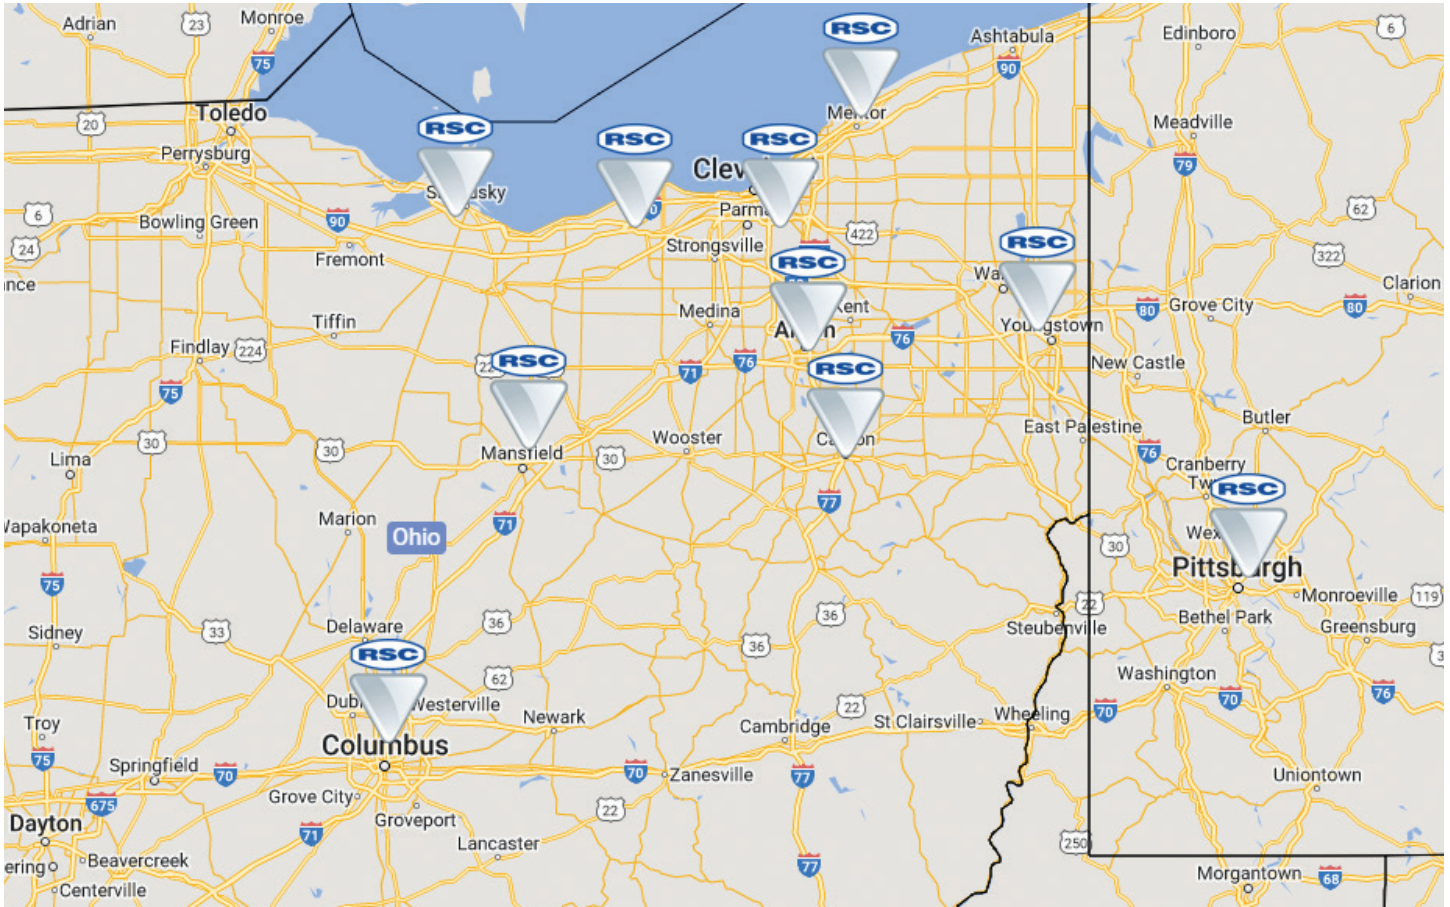 Adrian
23
Monroe
75
RSC
Ashtabula
90
Edinboro
6
20
Toledo
Perrysburg
RSC
RSC
RSC
Mentor
Meadville
79
6
Bowling Green
90
24
Fremont
Parma
Strongsville
422
RSC
RSC
62
322
Clarion
Medina
Kent
Youngstown
80
Grove City
80
Tiffin
Findlay
224
75
RSC
71
76
76
RSC
New Castle
30
Lima
30
Mansfield
30
Wooster
Canton
East Palestine
Butler
76
Cranberry
RSC
77
Marion
Ohio
71
30
Pittsburgh
75
Monroeville
119
Sidney
33
Delaware
36
36
36
22
Steubenville
Bethel Park
Greensburg
RSC
62
Westerville
Newark
22
Cambridge
St Clairsville
Wheeling
70
Washington
70
76
Troy
75
Columbus
Springfield
70
70
Zanesville
77
Uniontown
675
Grove City
Groveport
22
Dayton
71
Lancaster
250
Beavercreek
77
Centerville
Morgantown
68